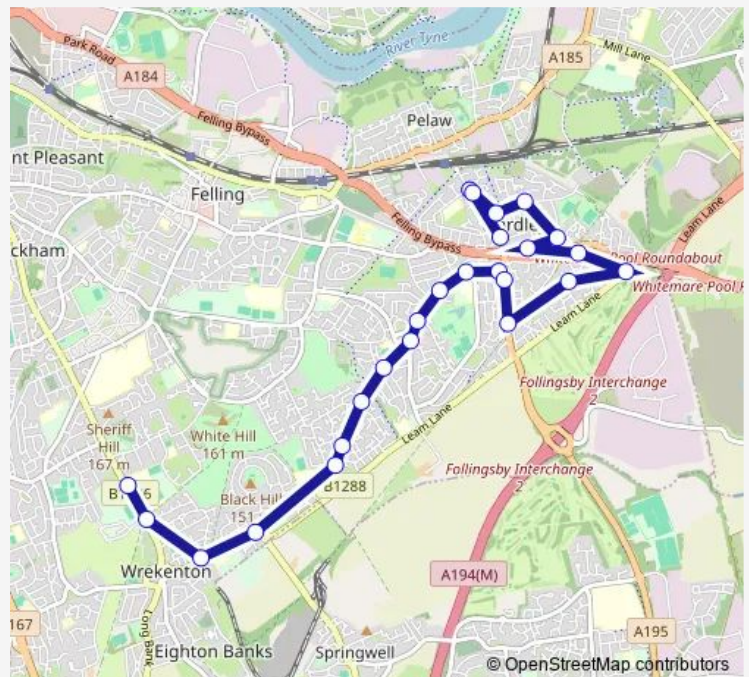 River Tyne
A185
Mill Lane
Park Road
A184
Felling Bypass
Pelaw
nt Pleasant
Felling
Leam Lane
ckham
Felling Bypass
rdle
Pool Roundabout
Whitemare Pool R
Leam Lane
Follingsby Interchange
2
Sheriff
Hill
167 m
White Hill
161 m
Leam Lane
Follingsby Interchange
2
Black Hill
151
B1288
Wrekenton
A194(M)
167
Long Bank
Eighton Banks
Springwell
A195
© OpenStreetMap contributors